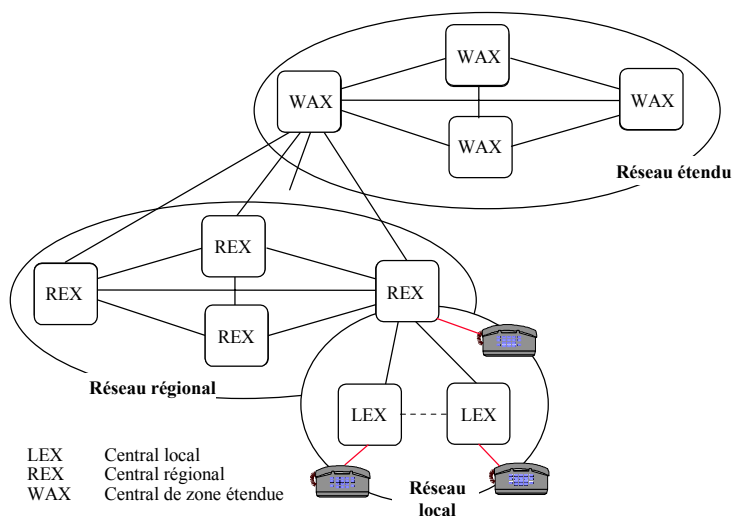 WAX
WAX
WAX
WAX
Réseau étendu
REX
REX
REX
REX
Réseau régional
LEX
LEX
LEX Central local
REX Central régional
WAX Central de zone étendue
Réseau
local